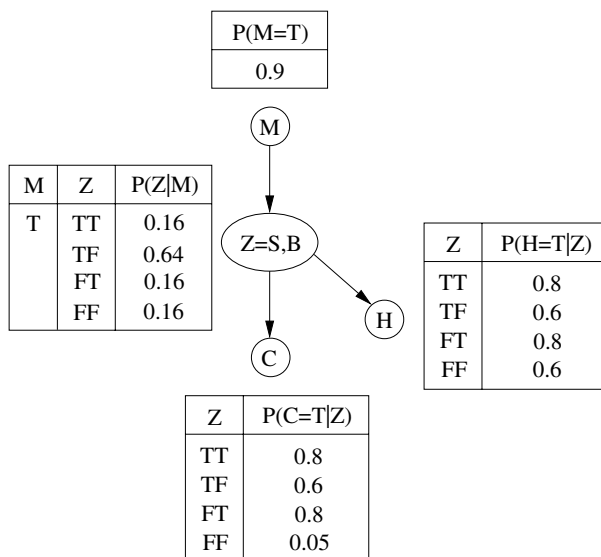 P(M=T)
0.9
M
M Z P(Z|M)
T TT 0.16
TF 0.64
FT 0.16
FF 0.16
Z=S,B
Z P(H=T|Z)
TT 0.8
TF 0.6
FT 0.8
FF 0.6
H
C
Z P(C=T|Z)
TT 0.8
TF 0.6
FT 0.8
FF 0.05